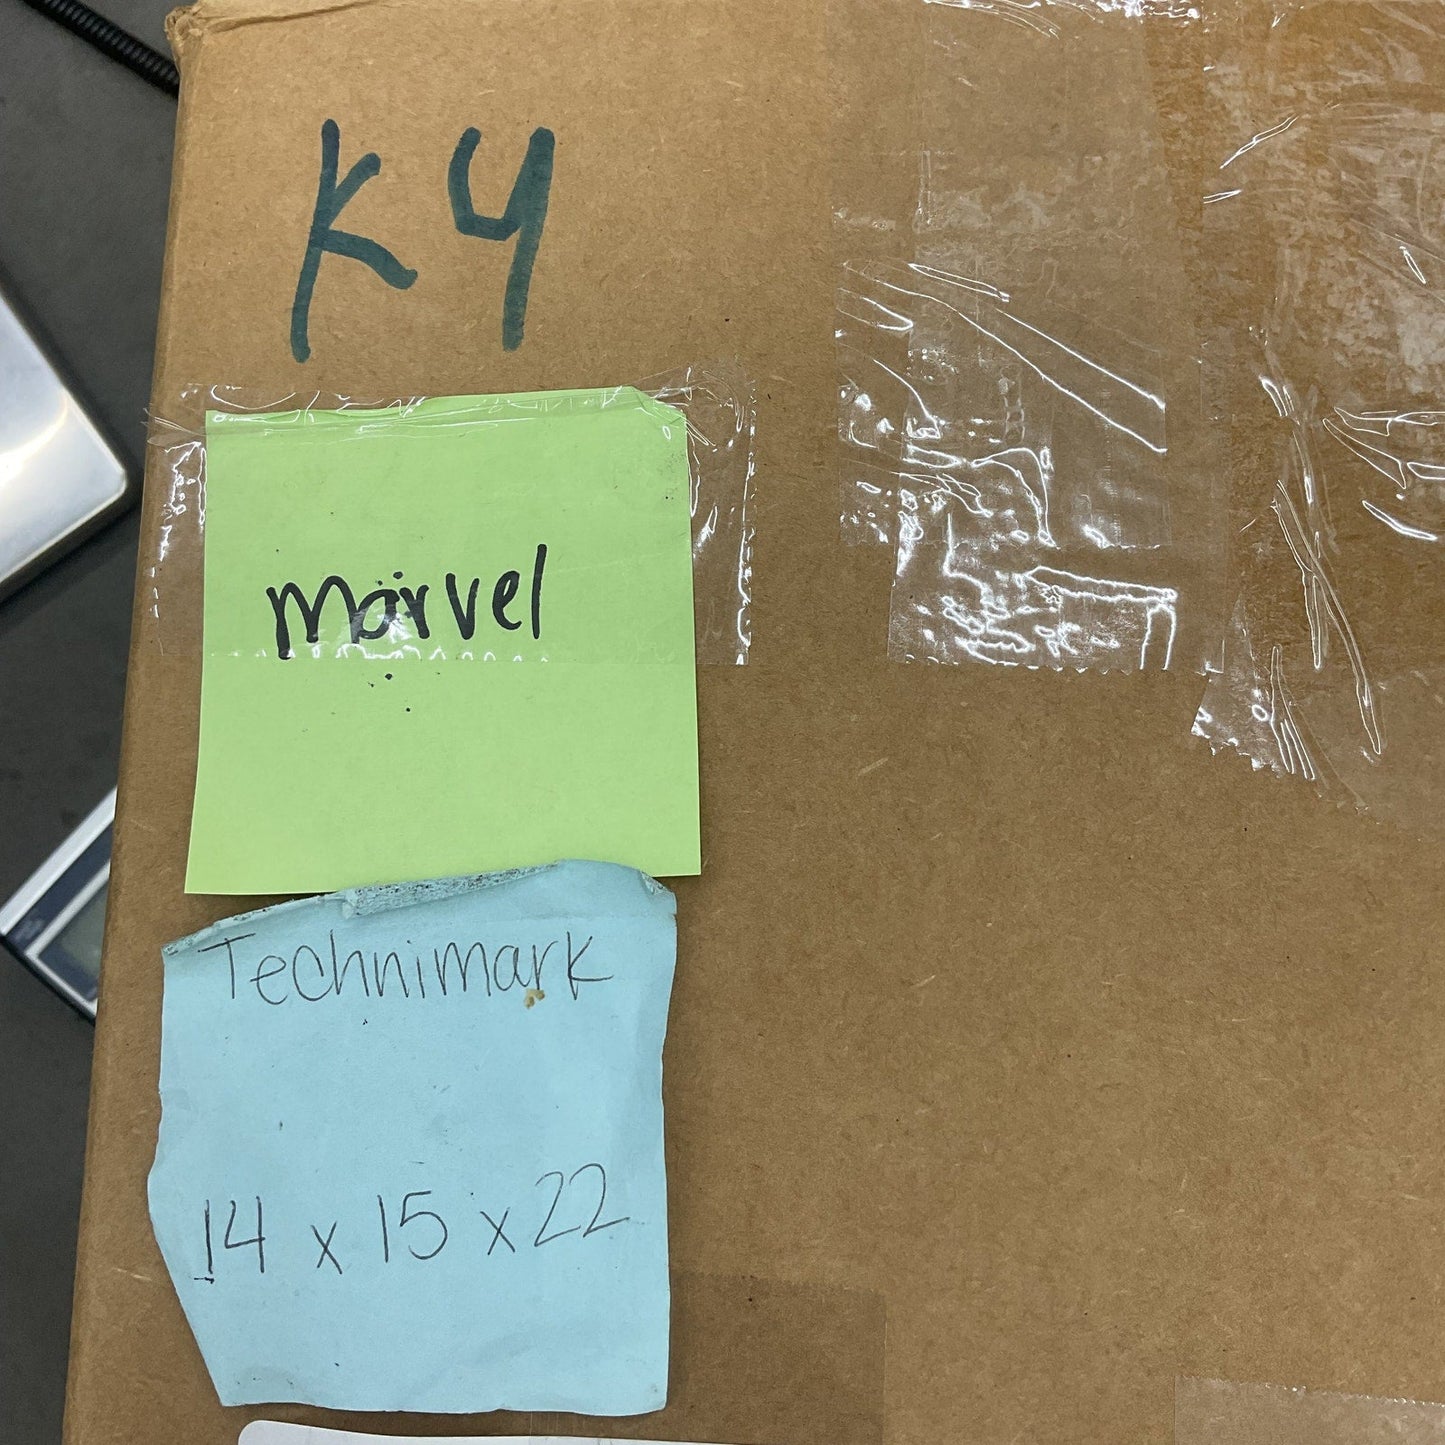 K4
marvel
Technimark
14 x 15 x 22